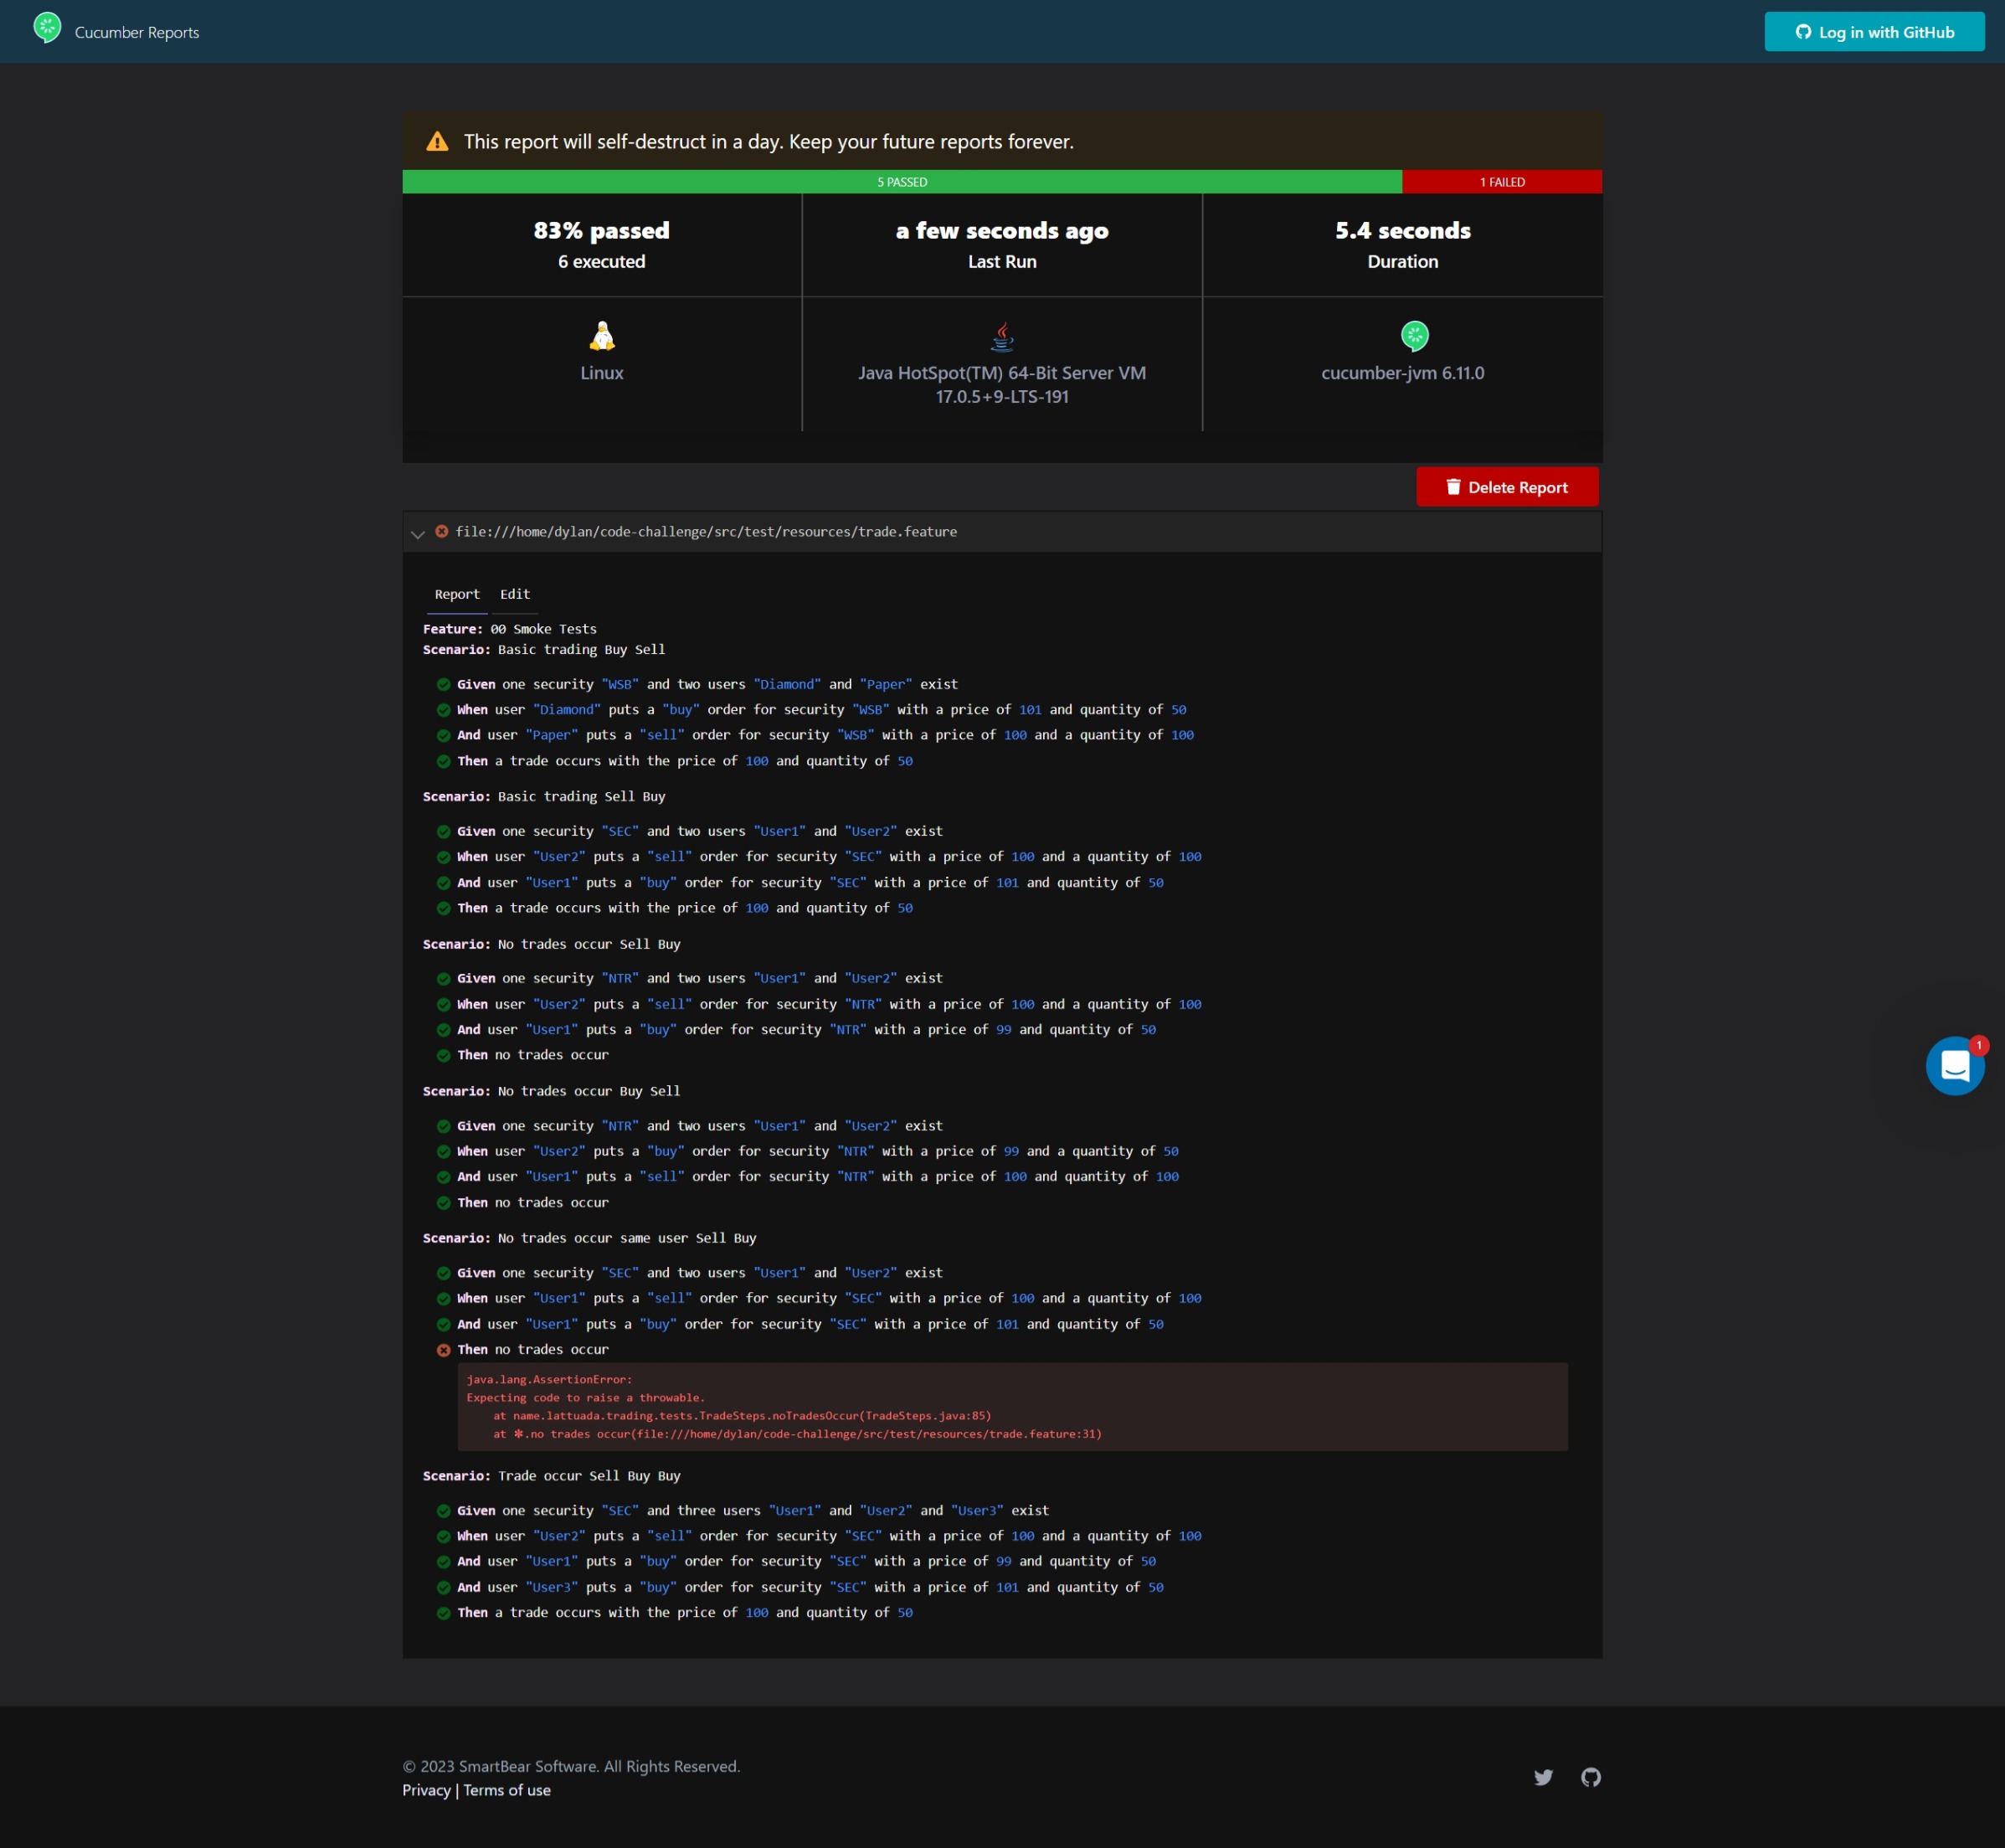 Cucumber Reports
Log in with GitHub
This report will self-destruct in a day. Keep your future reports forever.
5 PASSED
1 FAILED
83% passed
6 executed
a few seconds ago
Last Run
5.4 seconds
Duration
Linux
Java HotSpot(TM) 64-Bit Server VM
17.0.5+9-LTS-191
cucumber-jvm 6.11.0
Delete Report
file:///home/dylan/code-challenge/src/test/resources/trade.feature
Report Edit
Feature: 00 Smoke Tests
Scenario: Basic trading Buy Sell
Given one security "WSB" and two users "Diamond" and "Paper" exist
When user "Diamond" puts a "buy" order for security "WSB" with a price of 101 and quantity of 50
And user "Paper" puts a "sell" order for security "WSB" with a price of 100 and a quantity of 100
Then a trade occurs with the price of 100 and quantity of 50
Scenario: Basic trading Sell Buy
Given one security "SEC" and two users "User1" and "User2" exist
When user "User2" puts a "sell" order for security "SEC" with a price of 100 and a quantity of 100
And user "User1" puts a "buy" order for security "SEC" with a price of 101 and quantity of 50
Then a trade occurs with the price of 100 and quantity of 50
Scenario: No trades occur Sell Buy
Given one security "NTR" and two users "User1" and "User2" exist
When user "User2" puts a "sell" order for security "NTR" with a price of 100 and a quantity of 100
And user "User1" puts a "buy" order for security "NTR" with a price of 99 and quantity of 50
Then no trades occur
Scenario: No trades occur Buy Sell
Given one security "NTR" and two users "User1" and "User2" exist
When user "User2" puts a "buy" order for security "NTR" with a price of 99 and a quantity of 50
And user "User1" puts a "sell" order for security "NTR" with a price of 100 and quantity of 100
Then no trades occur
Scenario: No trades occur same user Sell Buy
Given one security "SEC" and two users "User1" and "User2" exist
When user "User1" puts a "sell" order for security "SEC" with a price of 100 and a quantity of 100
And user "User1" puts a "buy" order for security "SEC" with a price of 101 and quantity of 50
Then no trades occur
java.lang.AssertionError:
Expecting code to raise a throwable.
at name.lattuada.trading.tests.TradeSteps.noTradesOccur(TradeSteps.java:85)
at ✽.no trades occur(file:///home/dylan/code-challenge/src/test/resources/trade.feature:31)
Scenario: Trade occur Sell Buy Buy
Given one security "SEC" and three users "User1" and "User2" and "User3" exist
When user "User2" puts a "sell" order for security "SEC" with a price of 100 and a quantity of 100
And user "User1" puts a "buy" order for security "SEC" with a price of 99 and quantity of 50
And user "User3" puts a "buy" order for security "SEC" with a price of 101 and quantity of 50
Then a trade occurs with the price of 100 and quantity of 50
1
© 2023 SmartBear Software. All Rights Reserved.
Privacy | Terms of use